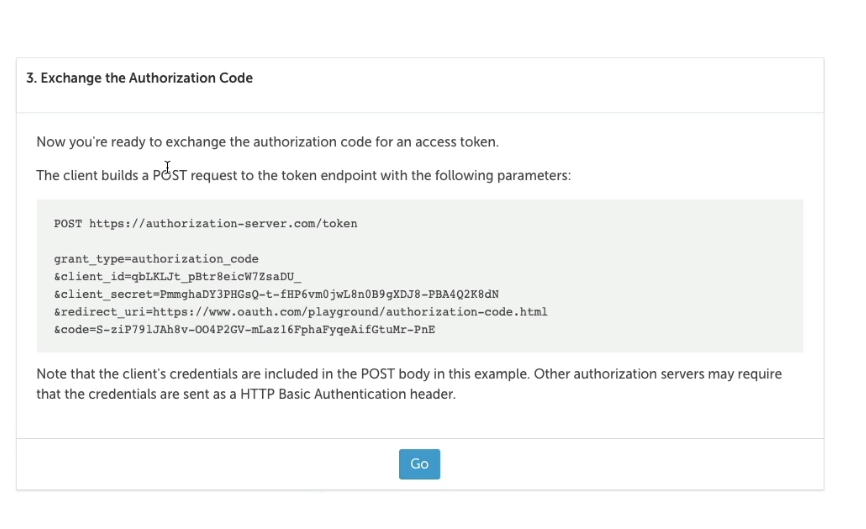 3. Exchange the Authorization Code
Now you're ready to exchange the authorization code for an access token.
The client builds a POST request to the token endpoint with the following parameters:
POST https://authorization-server.com/token
grant_type=authorization_code
&client_id=qbLKLJt_pBtr8eicW7ZsaDU_
&client_secret=PmmghaDY3PHGsQ-t-fHP6vm0jwL8n0B9gXDJ8-PBA4Q2K8dN
&redirect_uri=https://www.oauth.com/playground/authorization-code.html
&code=S-ziP79lJAh8v-OO4P2GV-mLazl6FphaFyqeAifGtuMr-PnE
Note that the client's credentials are included in the POST body in this example. Other authorization servers may require
that the credentials are sent as a HTTP Basic Authentication header.
Go